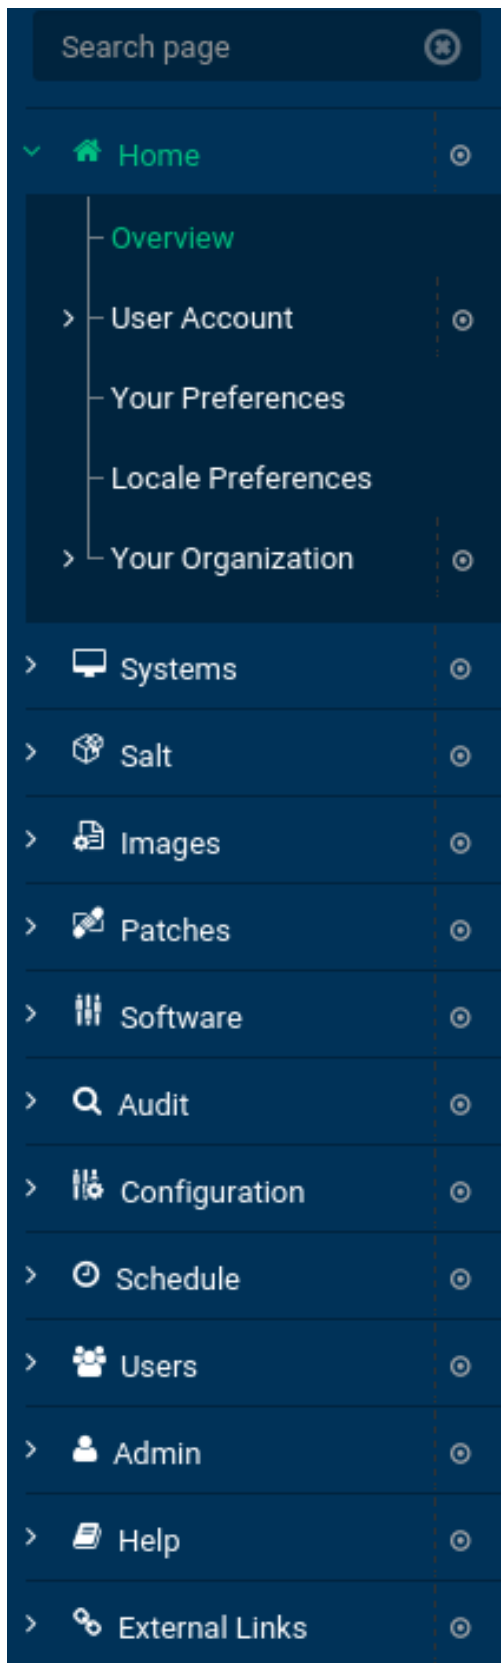 Search page
Home
Overview
User Account
Your Preferences
Locale Preferences
Your Organization
Systems
Salt
Images
Patches
Software
Audit
Configuration
Schedule
Users
Admin
Help
External Links